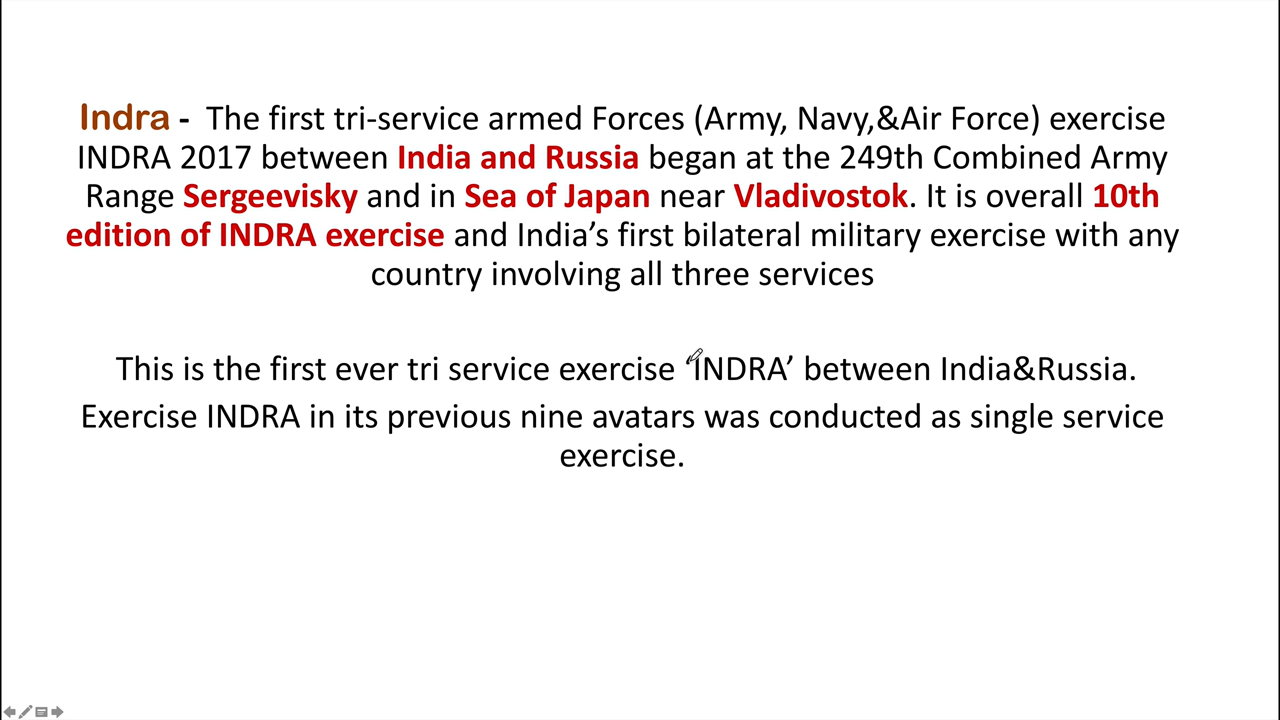 Indra - The first tri-service armed Forces (Army, Navy,&Air Force) exercise
INDRA 2017 between India and Russia began at the 249th Combined Army
Range Sergeevisky and in Sea of Japan near Vladivostok. It is overall 10th
edition of INDRA exercise and India’s first bilateral military exercise with any
country involving all three services
This is the first ever tri service exercise ‘INDRA’ between India&Russia.
Exercise INDRA in its previous nine avatars was conducted as single service
exercise.